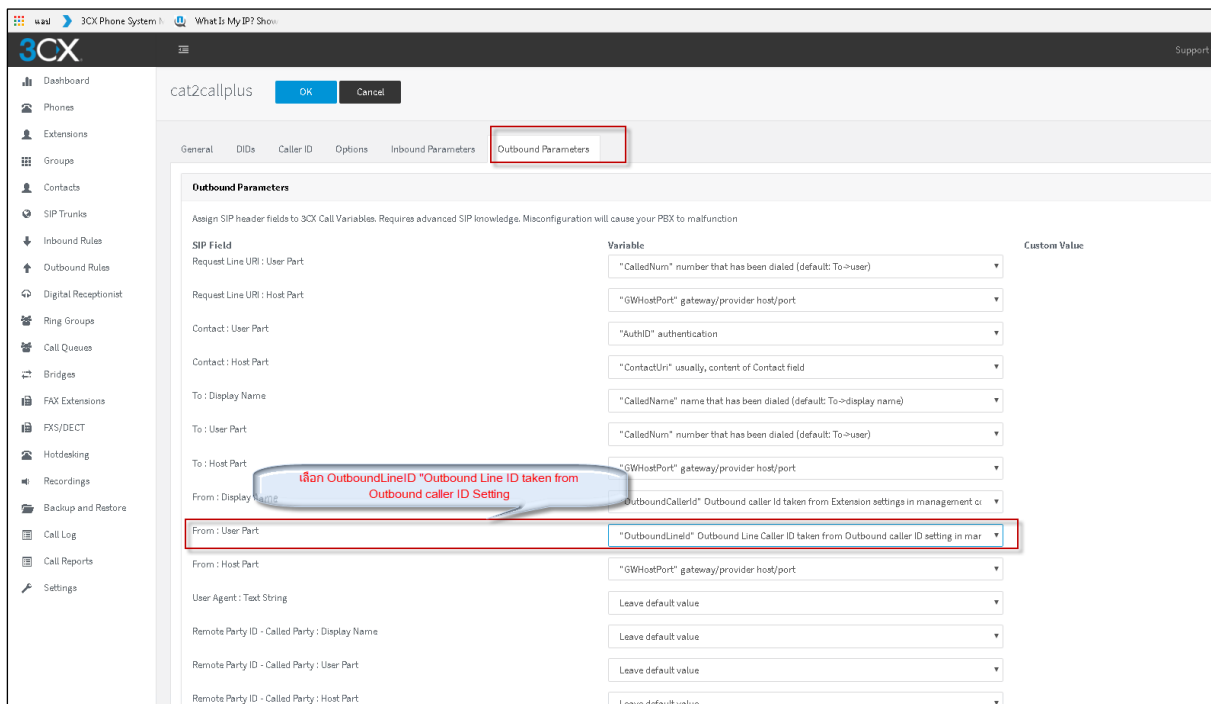 แอป 3CX Phone System M What Is My IP? Show
3CX
Support
Dashboard
Phones
Extensions
Groups
Contacts
SIP Trunks
Inbound Rules
Outbound Rules
Digital Receptionist
Ring Groups
Call Queues
Bridges
FAX Extensions
FXS/DECT
Hotdesking
Recordings
Backup and Restore
Call Log
Call Reports
Settings
cat2callplus OK Cancel
General DIDs Caller ID Options Inbound Parameters Outbound Parameters
Outbound Parameters
Assign SIP header fields to 3CX Call Variables. Requires advanced SIP knowledge. Misconfiguration will cause your PBX to malfunction
SIP Field Variable Custom Value
Request Line URI : User Part "CalledNum" number that has been dialed (default: To->user)
Request Line URI : Host Part "GWHostPort" gateway/provider host/port
Contact : User Part "AuthID" authentication
Contact : Host Part "ContactUri" usually, content of Contact field
To : Display Name "CalledName" name that has been dialed (default: To->display name)
To : User Part "CalledNum" number that has been dialed (default: To->user)
To : Host Part "GWHostPort" gateway/provider host/port
เลือก OutboundLineID "Outbound Line ID taken from
Outbound caller ID Setting
From : Display Name "OutboundCallerId" Outbound caller Id taken from Extension settings in management co
From : User Part "OutboundLineId" Outbound Line Caller ID taken from Outbound caller ID setting in mar
From : Host Part "GWHostPort" gateway/provider host/port
User Agent : Text String Leave default value
Remote Party ID - Called Party : Display Name Leave default value
Remote Party ID - Called Party : User Part Leave default value
Remote Party ID - Called Party : Host Part Leave default value